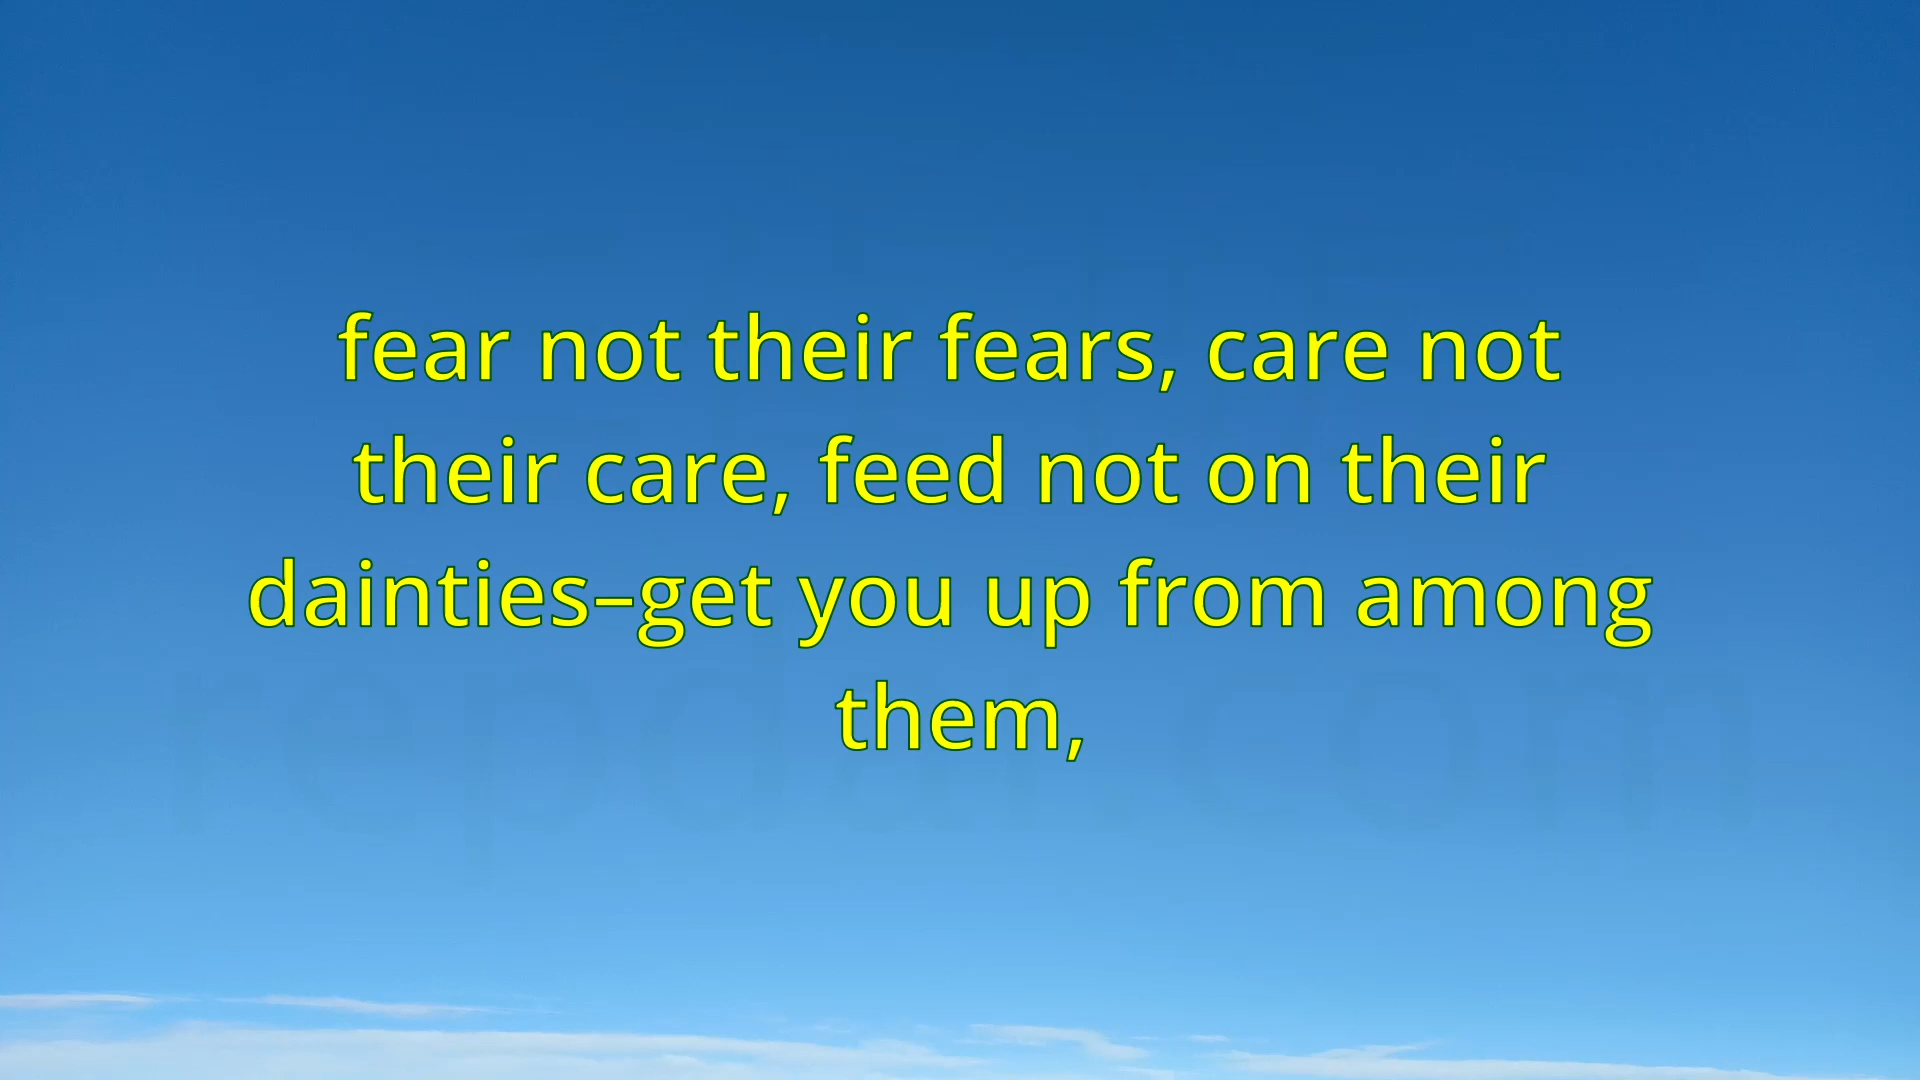 fear not their fears, care not
their care, feed not on their
dainties–get you up from among
them,